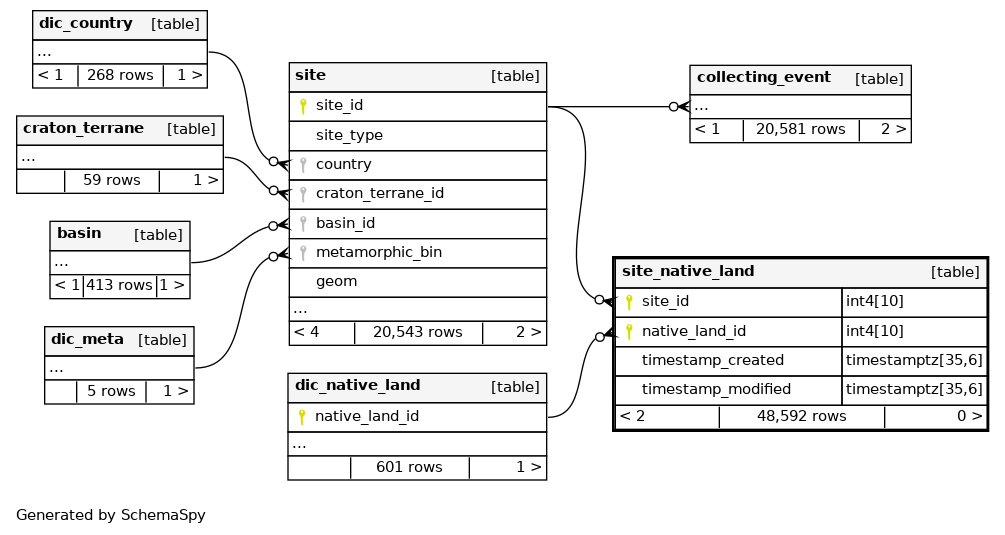 dic_country [table]
...
< 1 268 rows 1 >
craton_terrane [table]
...
59 rows 1 >
basin [table]
...
< 1 413 rows 1 >
dic_meta [table]
...
5 rows 1 >
site [table]
site_id
site_type
country
craton_terrane_id
basin_id
metamorphic_bin
geom
...
< 4 20,543 rows 2 >
dic_native_land [table]
native_land_id
...
601 rows 1 >
collecting_event [table]
...
< 1 20,581 rows 2 >
site_native_land [table]
site_id int4[10]
native_land_id int4[10]
timestamp_created timestamptz[35,6]
timestamp_modified timestamptz[35,6]
< 2 48,592 rows 0 >
Generated by SchemaSpy